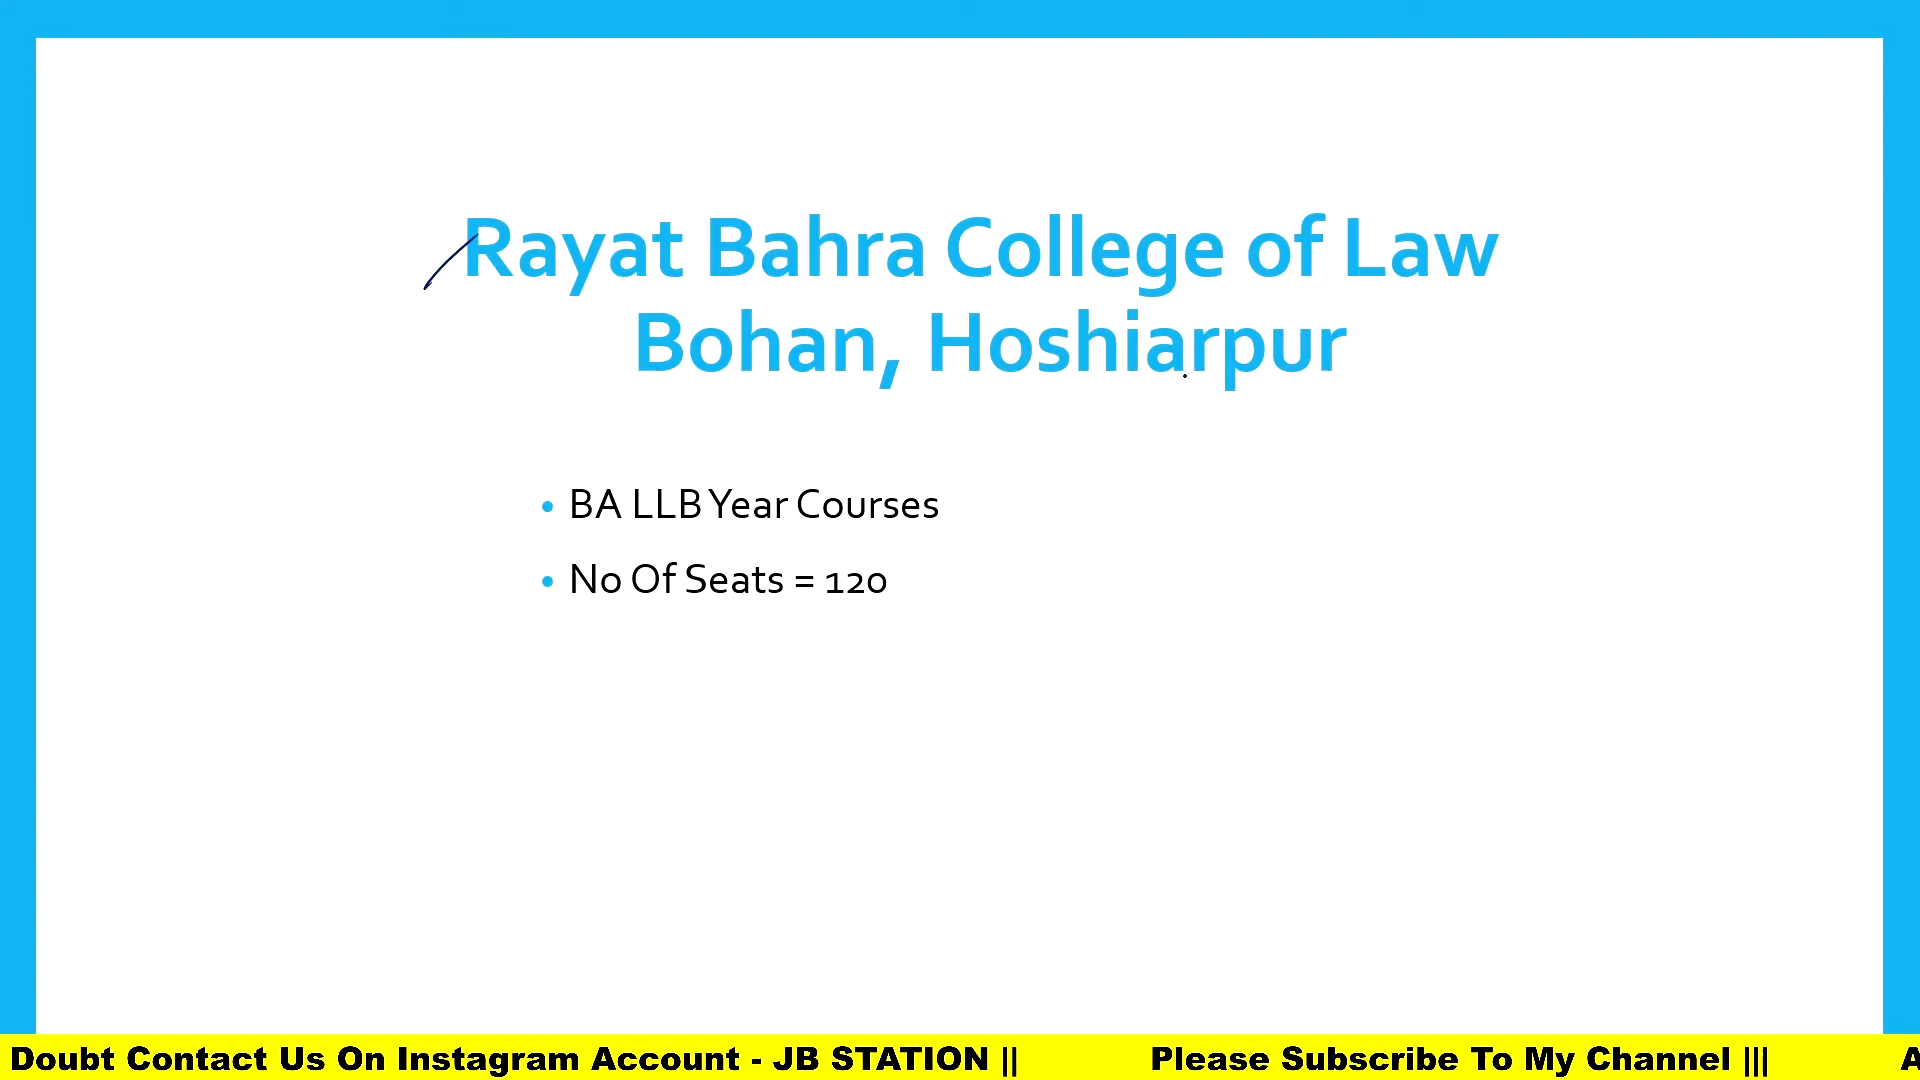 Rayat Bahra College of Law
Bohan, Hoshiarpur
• BA LLB Year Courses
• No Of Seats = 120
Doubt Contact Us On Instagram Account - JB STATION || Please Subscribe To My Channel ||| A